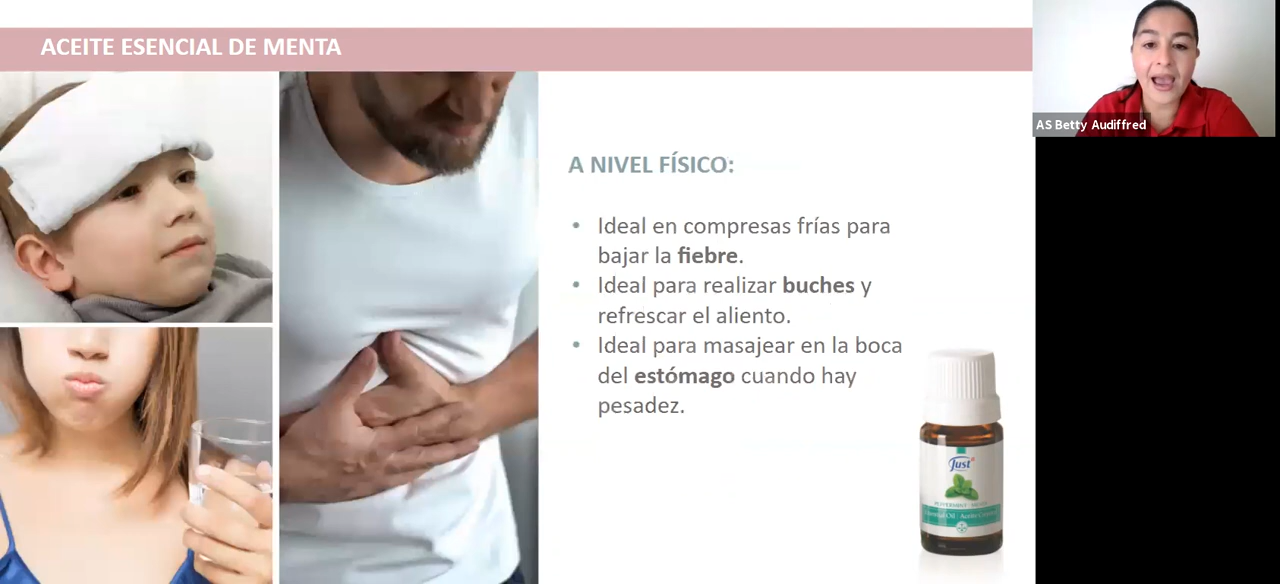 ACEITE ESENCIAL DE MENTA
AS Betty Audiffred
A NIVEL FÍSICO:
• Ideal en compresas frías para
bajar la fiebre.
• Ideal para realizar buches y
refrescar el aliento.
• Ideal para masajear en la boca
del estómago cuando hay
pesadez.
Just